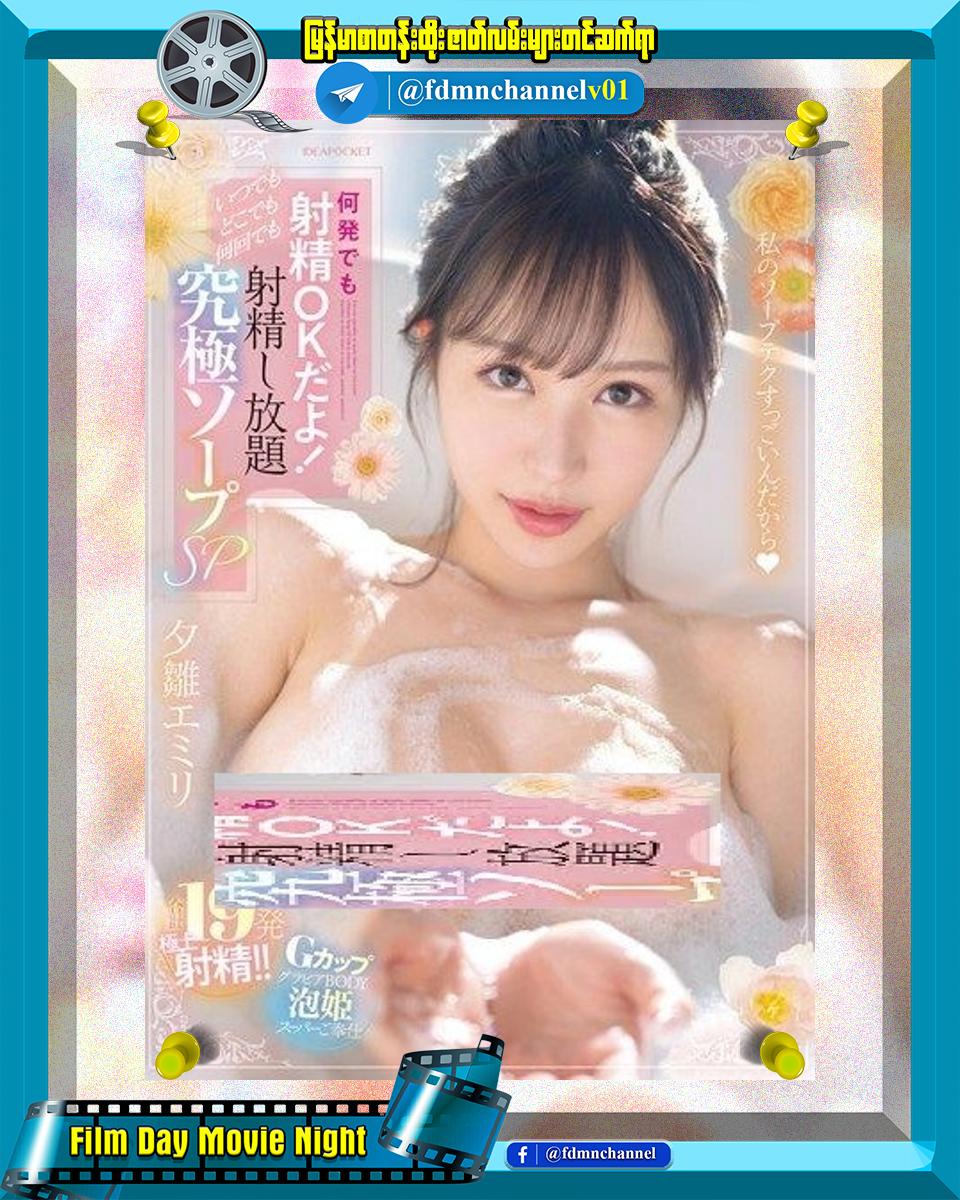 မြန်မာစာတန်းထိုးဇာတ်လမ်းများတင်ဆက်ရာ
@fdmnchannelv01
IDEAPOCKET
何発でも
射精OKだよ!
いつでも
どこでも
何回でも
射精し放題
究極ソープ
SP
私のソープテクすっごいんだから♥
夕雛エミリ
19発
極上
射精!!
Gカップ
グラビアBODY
泡姫
スーパーご奉仕
Film Day Movie Night
@fdmnchannel